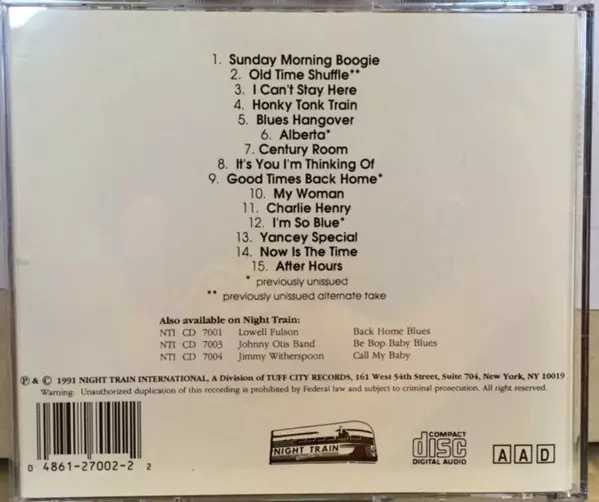 1. Sunday Morning Boogie
2. Old Time Shuffle**
3. I Can't Stay Here
4. Honky Tonk Train
5. Blues Hangover
6. Alberta*
7. Century Room
8. It's You I'm Thinking Of
9. Good Times Back Home*
10. My Woman
11. Charlie Henry
12. I'm So Blue*
13. Yancey Special
14. Now Is The Time
15. After Hours
* previously unissued
** previously unissued alternate take
Also available on Night Train:
NTI CD 7001 Lowell Fulson Back Home Blues
NTI CD 7003 Johnny Otis Band Be Bop Baby Blues
NTI CD 7004 Jimmy Witherspoon Call My Baby
℗ & © 1991 NIGHT TRAIN INTERNATIONAL, A Division of TUFF CITY RECORDS, 161 West 54th Street, Suite 704, New York, NY 10019
Warning: Unauthorized duplication of this recording is prohibited by Federal law and subject to criminal prosecution. All right reserved.
0 4861-27002-2 2
NIGHT TRAIN
COMPACT
disc
DIGITAL AUDIO
A A D